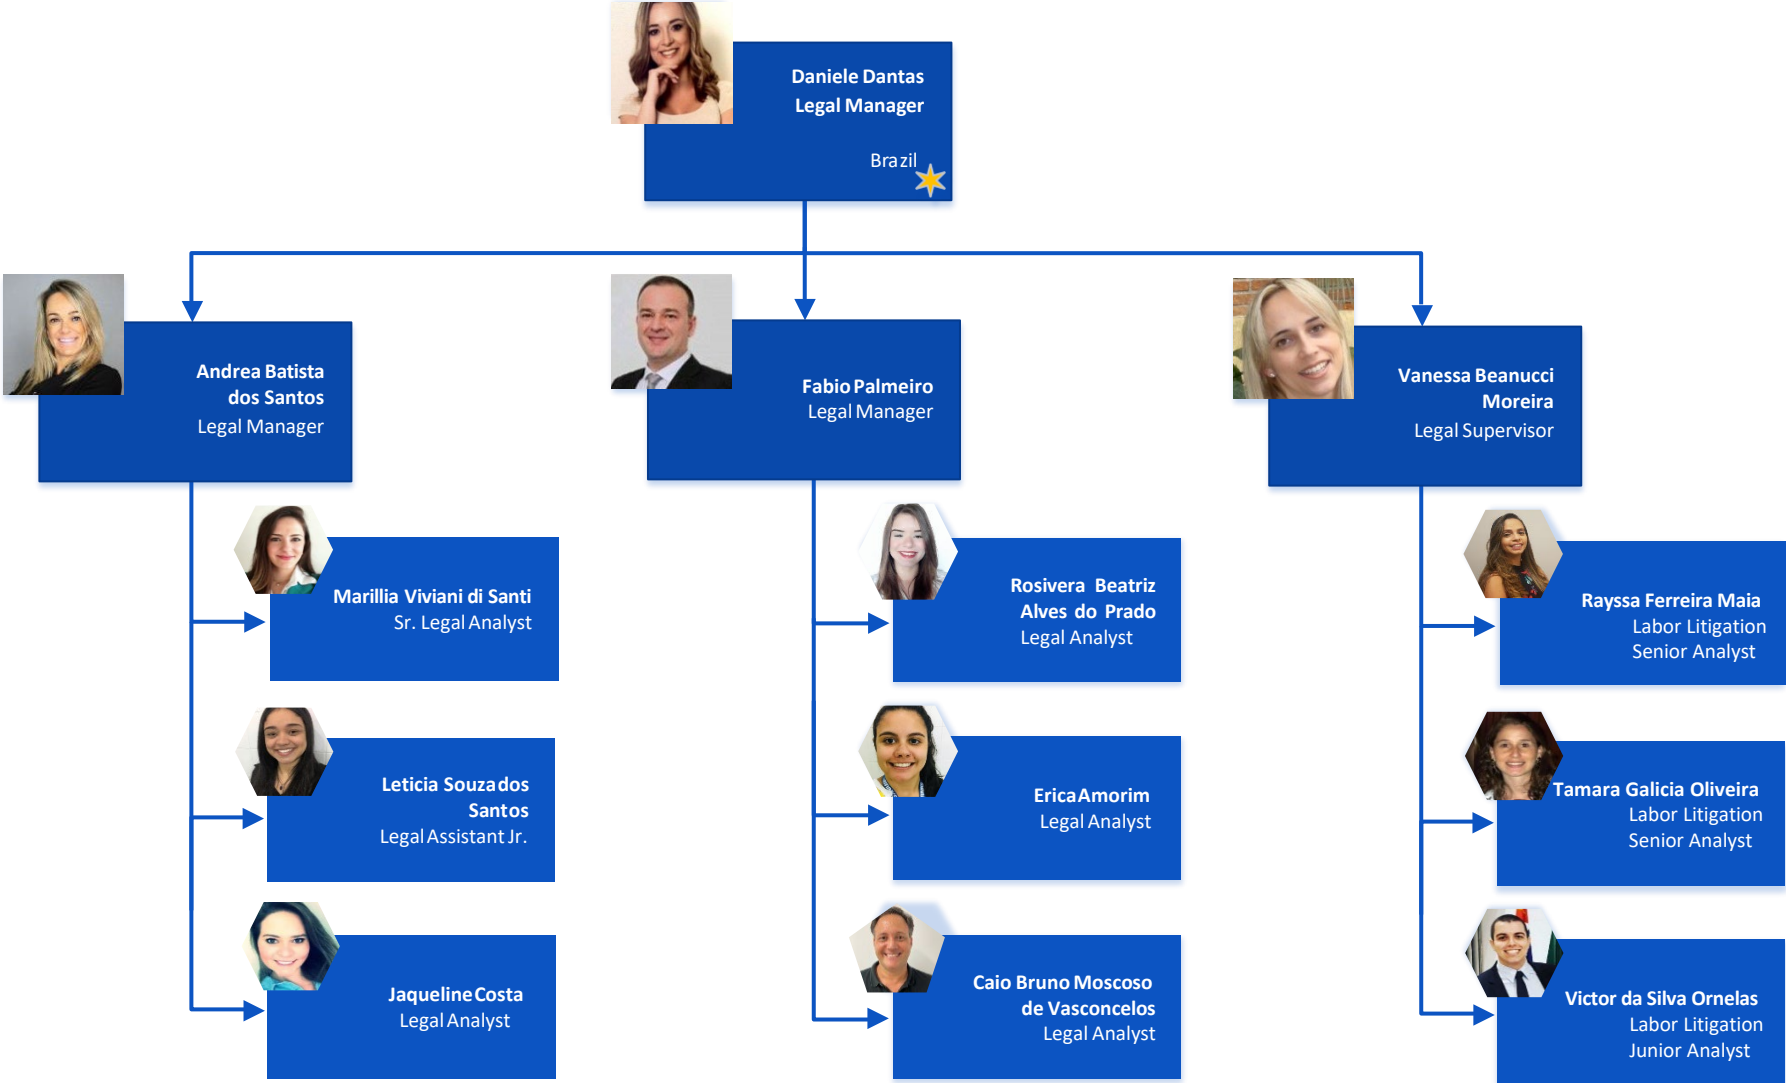 Daniele Dantas
Legal Manager
Brazil
Andrea Batista
dos Santos
Legal Manager
Fabio Palmeiro
Legal Manager
Vanessa Beanucci
Moreira
Legal Supervisor
Marillia Viviani di Santi
Sr. Legal Analyst
Rosivera Beatriz
Alves do Prado
Legal Analyst
Rayssa Ferreira Maia
Labor Litigation
Senior Analyst
Leticia Souza dos
Santos
Legal Assistant Jr.
Erica Amorim
Legal Analyst
Tamara Galicia Oliveira
Labor Litigation
Senior Analyst
Jaqueline Costa
Legal Analyst
Caio Bruno Moscoso
de Vasconcelos
Legal Analyst
Victor da Silva Ornelas
Labor Litigation
Junior Analyst